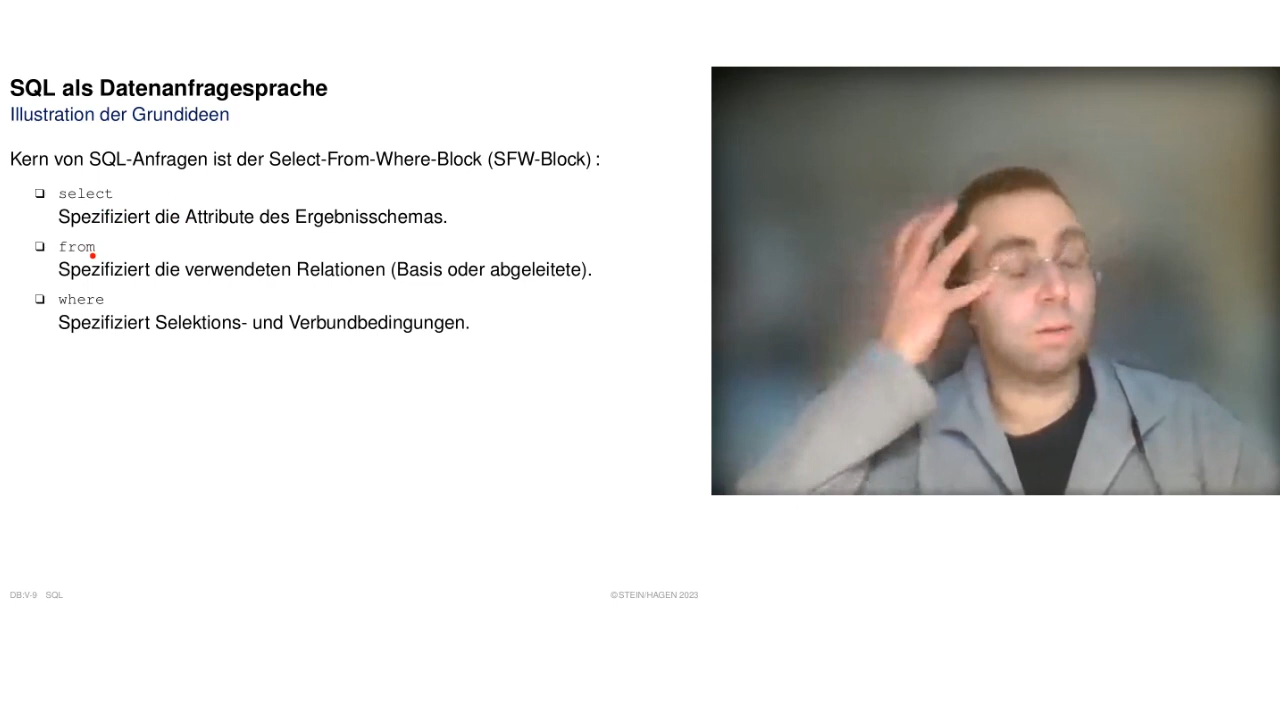 SQL als Datenanfragesprache
Illustration der Grundideen
Kern von SQL-Anfragen ist der Select-From-Where-Block (SFW-Block) :
❑ select
Spezifiziert die Attribute des Ergebnisschemas.
❑ from
Spezifiziert die verwendeten Relationen (Basis oder abgeleitete).
❑ where
Spezifiziert Selektions- und Verbundbedingungen.
DB:V-9 SQL ©STEIN/HAGEN 2023